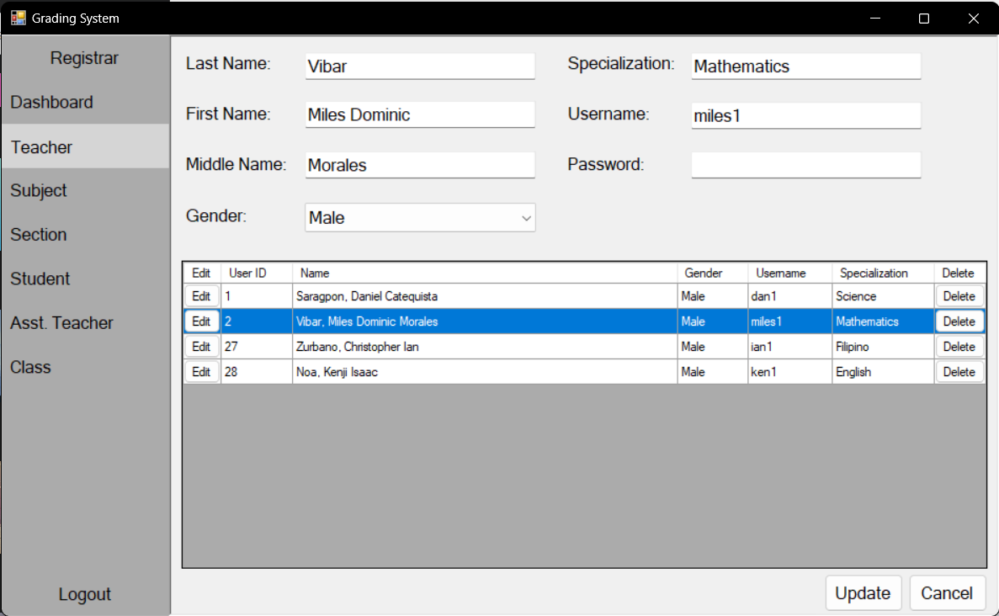 Grading System
Registrar
Dashboard
Teacher
Subject
Section
Student
Asst. Teacher
Class
Logout
Last Name: Vibar Specialization: Mathematics
First Name: Miles Dominic Username: miles1
Middle Name: Morales Password:
Gender: Male
Edit User ID Name Gender Username Specialization Delete
Edit 1 Saragpon, Daniel Catequista Male dan1 Science Delete
Edit 2 Vibar, Miles Dominic Morales Male miles1 Mathematics Delete
Edit 27 Zurbano, Christopher Ian Male ian1 Filipino Delete
Edit 28 Noa, Kenji Isaac Male ken1 English Delete
Update Cancel